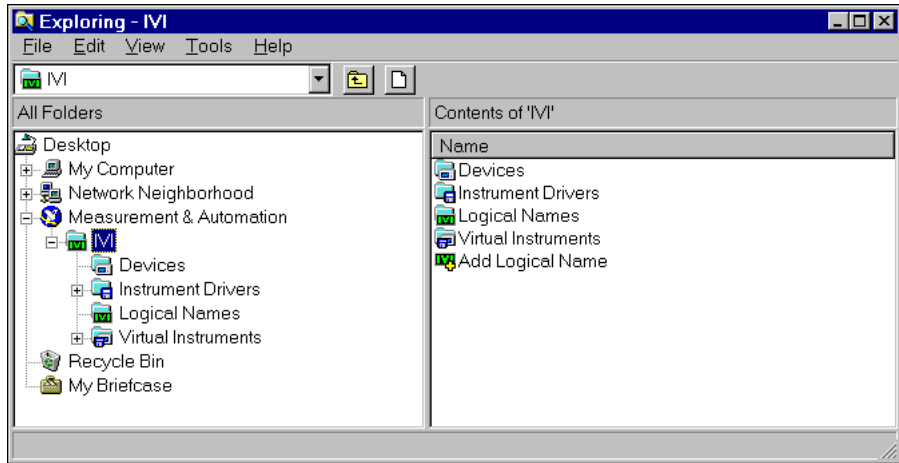 Exploring - IVI
File Edit View Tools Help
IVI
All Folders
Contents of 'IVI'
Desktop
My Computer
Network Neighborhood
Measurement & Automation
IVI
Devices
Instrument Drivers
Logical Names
Virtual Instruments
Recycle Bin
My Briefcase
Name
Devices
Instrument Drivers
Logical Names
Virtual Instruments
Add Logical Name